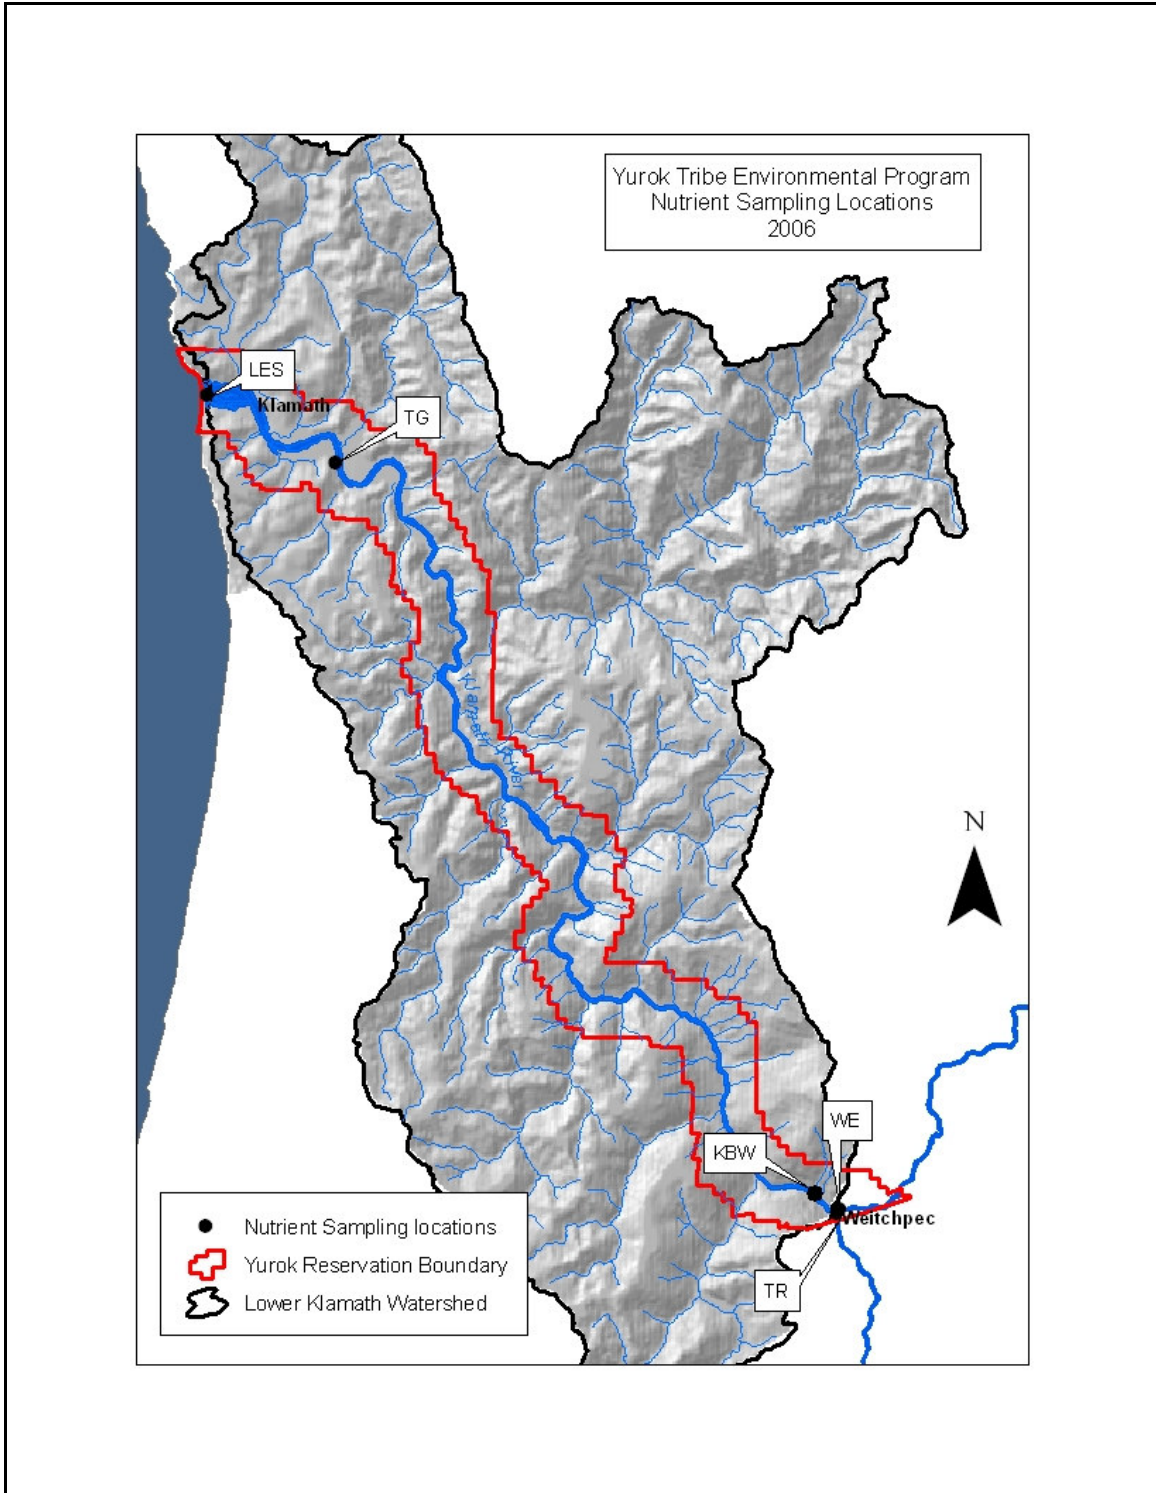 Yurok Tribe Environmental Program
Nutrient Sampling Locations
2006
LES
Klamath
TG
Klamath River
N
WE
KBW
Weitchpec
TR
Nutrient Sampling locations
Yurok Reservation Boundary
Lower Klamath Watershed